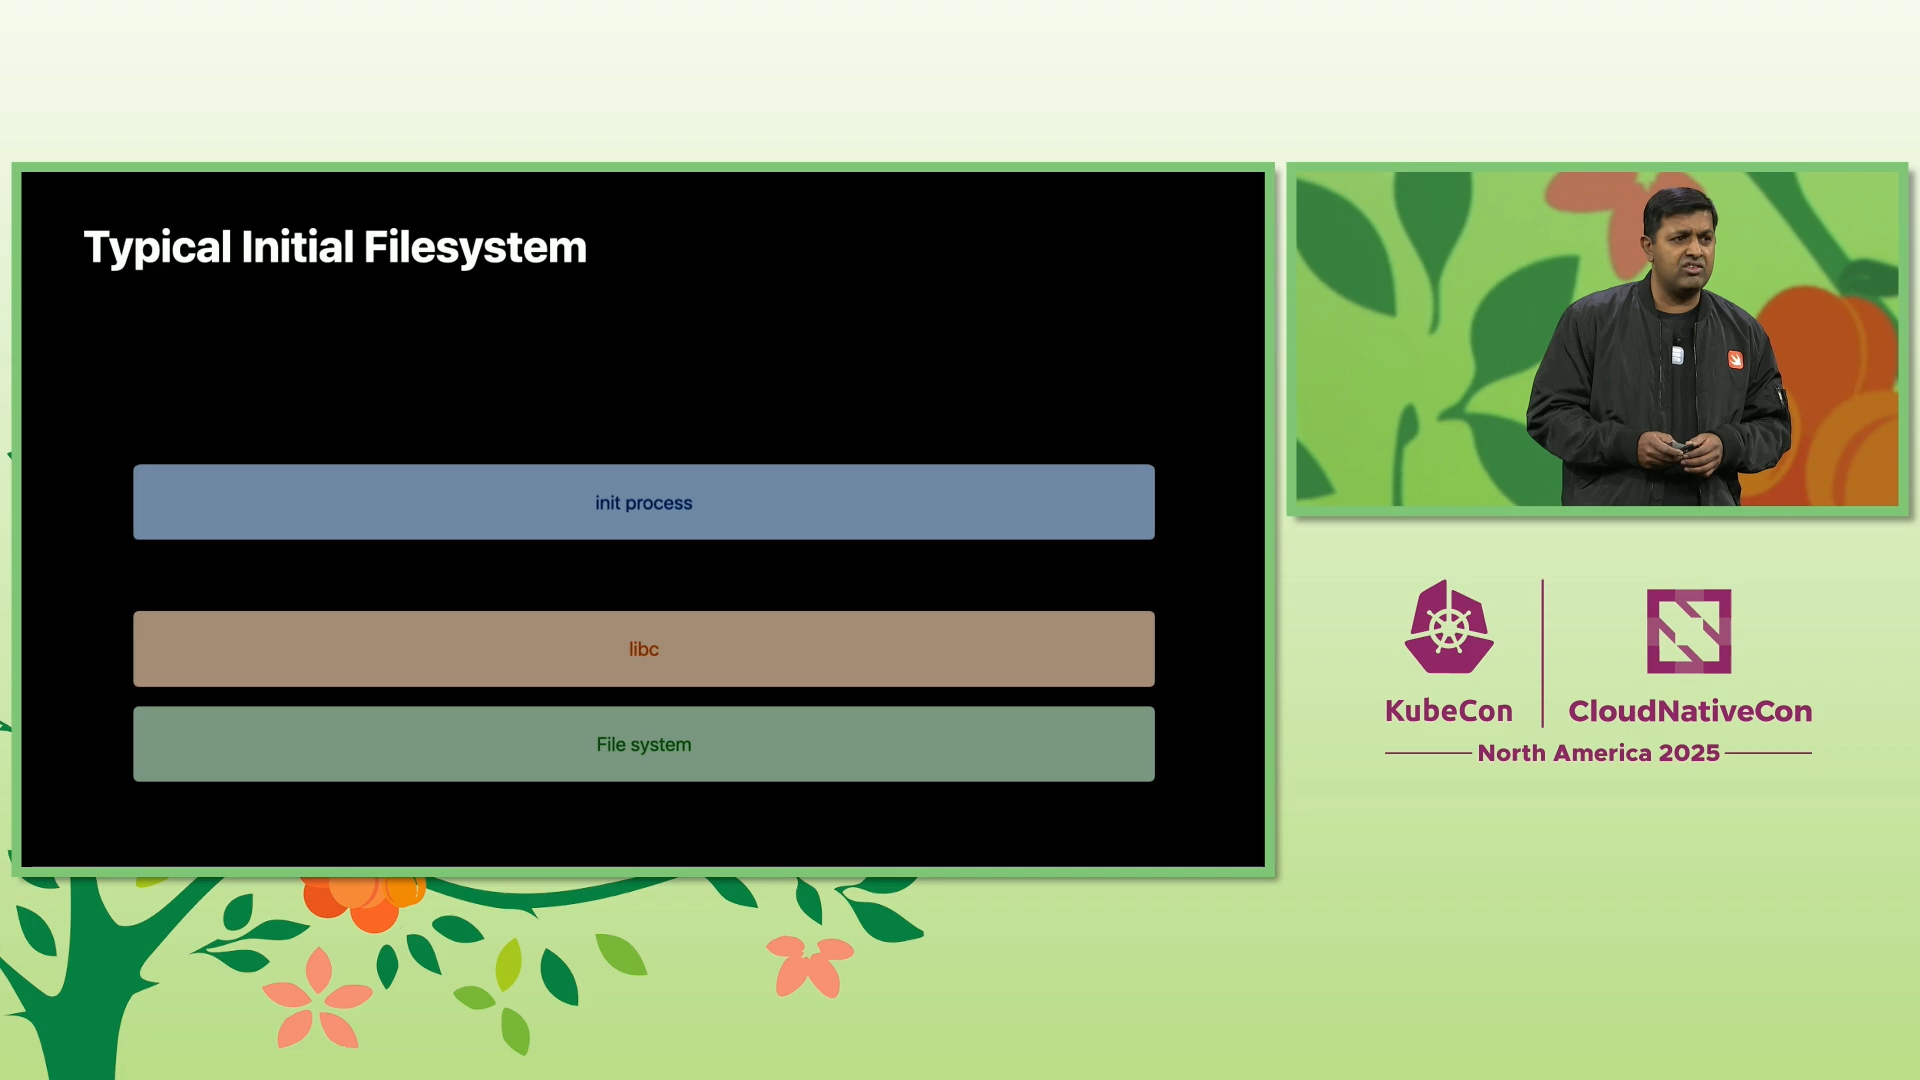 Typical Initial Filesystem
init process
libc
File system
KubeCon
CloudNativeCon
North America 2025